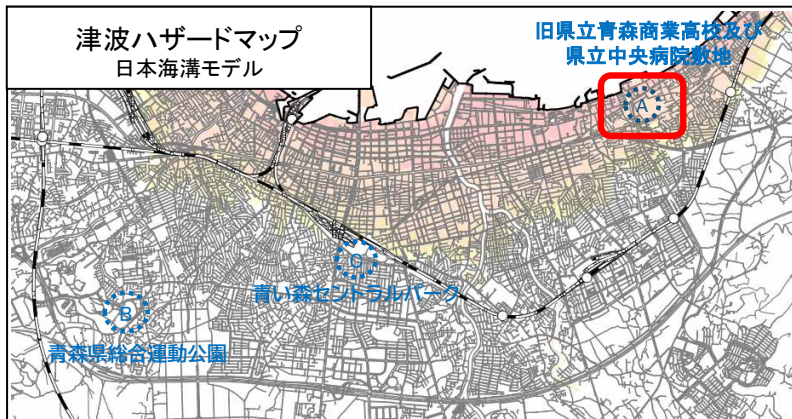 津波ハザードマップ
日本海溝モデル
旧県立青森商業高校及び
県立中央病院敷地
A
C
青い森セントラルパーク
B
青森県総合運動公園